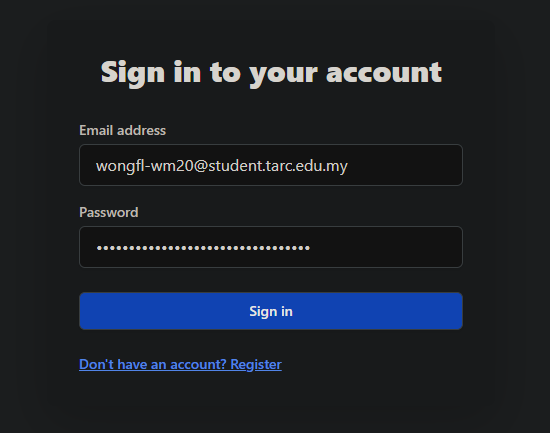 Sign in to your account
Email address
wongfl-wm20@student.tarc.edu.my
Password
•••••••••••••••••••••••••••••••••
Sign in
Don't have an account? Register